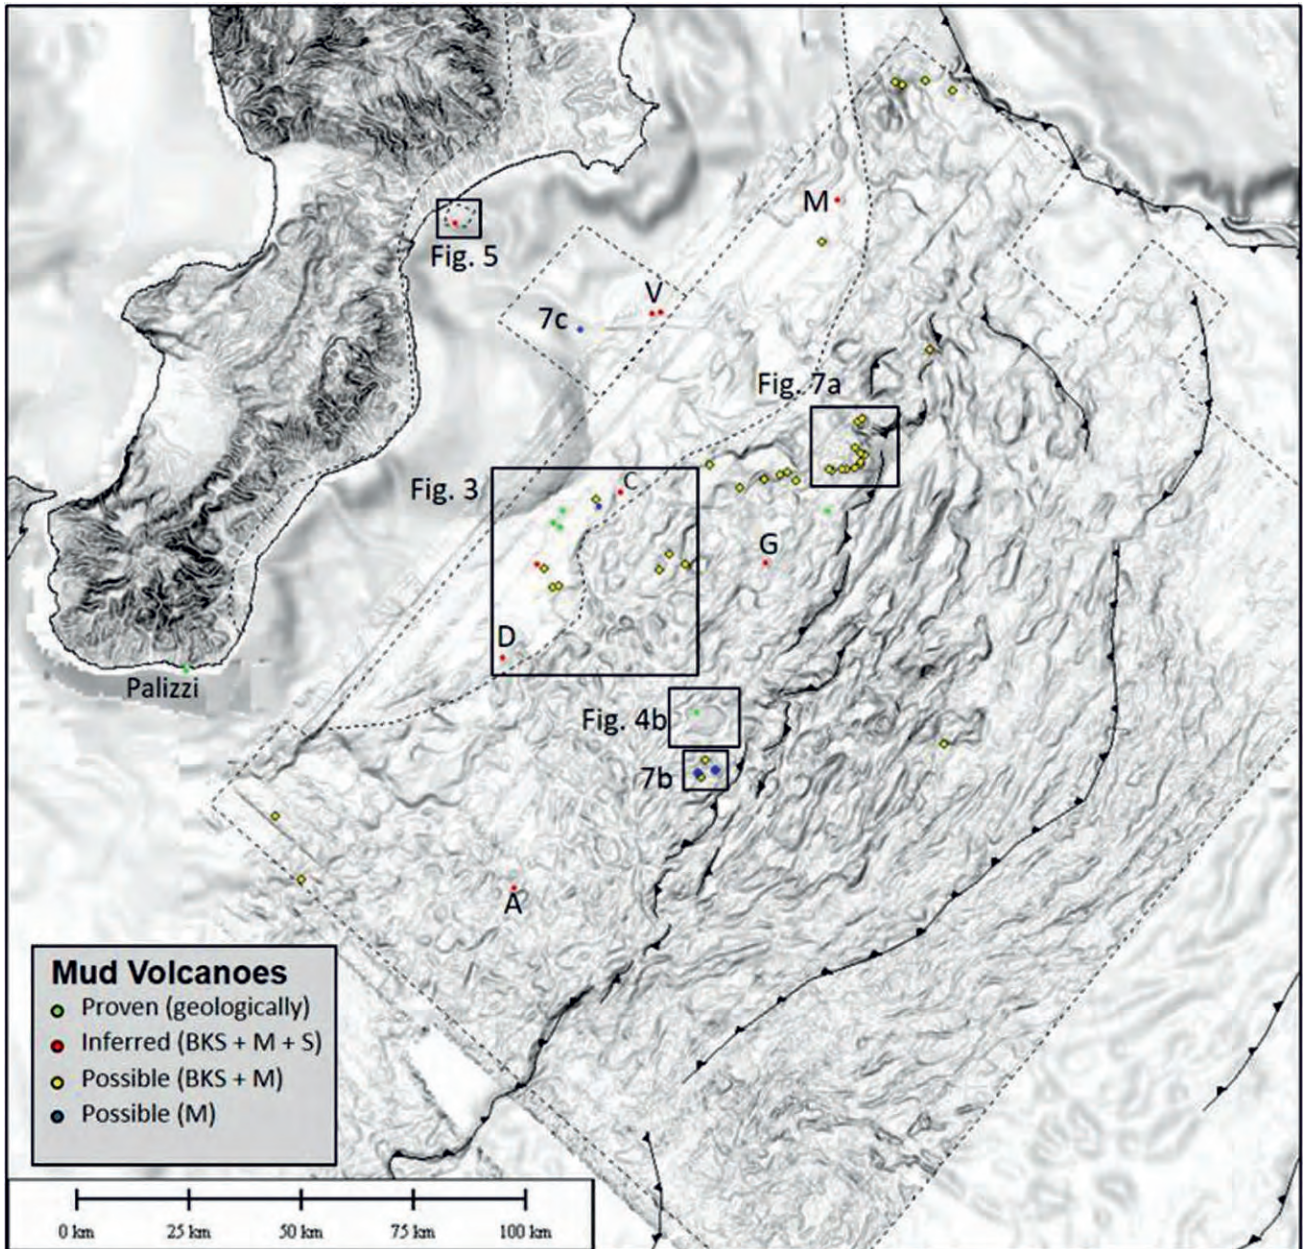 M
Fig. 5
V
7c
Fig. 7a
Fig. 3
C
G
D
Palizzi
Fig. 4b
7b
A
Mud Volcanoes
Proven (geologically)
Inferred (BKS + M + S)
Possible (BKS + M)
Possible (M)
0 km 25 km 50 km 75 km 100 km